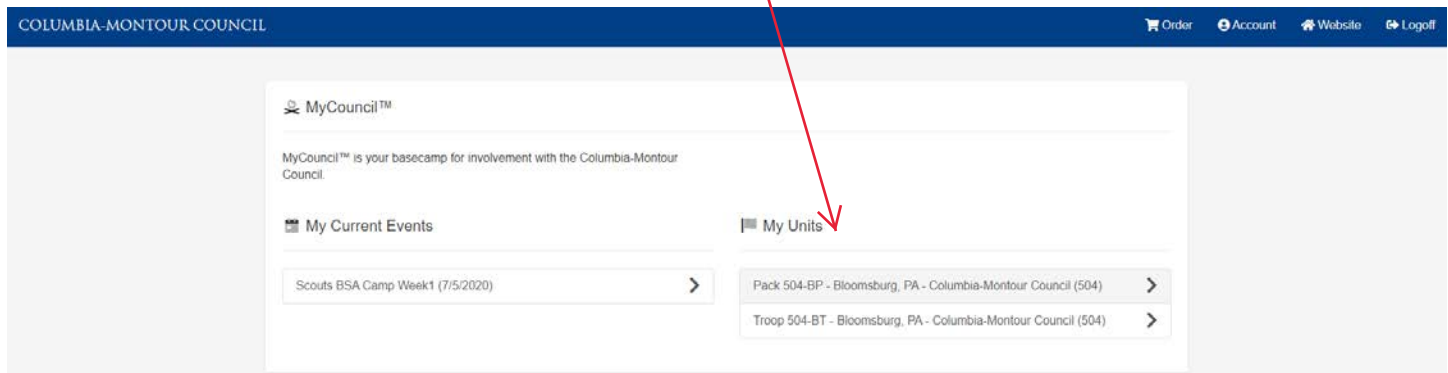 COLUMBIA-MONTOUR COUNCIL
Order Account Website Logoff
MyCouncil™
MyCouncil™ is your basecamp for involvement with the Columbia-Montour
Council.
My Current Events
Scouts BSA Camp Week1 (7/5/2020)
My Units
Pack 504-BP - Bloomsburg, PA - Columbia-Montour Council (504)
Troop 504-BT - Bloomsburg, PA - Columbia-Montour Council (504)